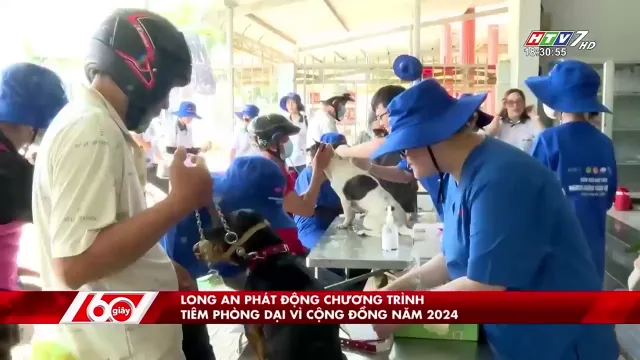 HTV7 HD
18:30:55
60 giây
LONG AN PHÁT ĐỘNG CHƯƠNG TRÌNH
TIÊM PHÒNG DẠI VÌ CỘNG ĐỒNG NĂM 2024